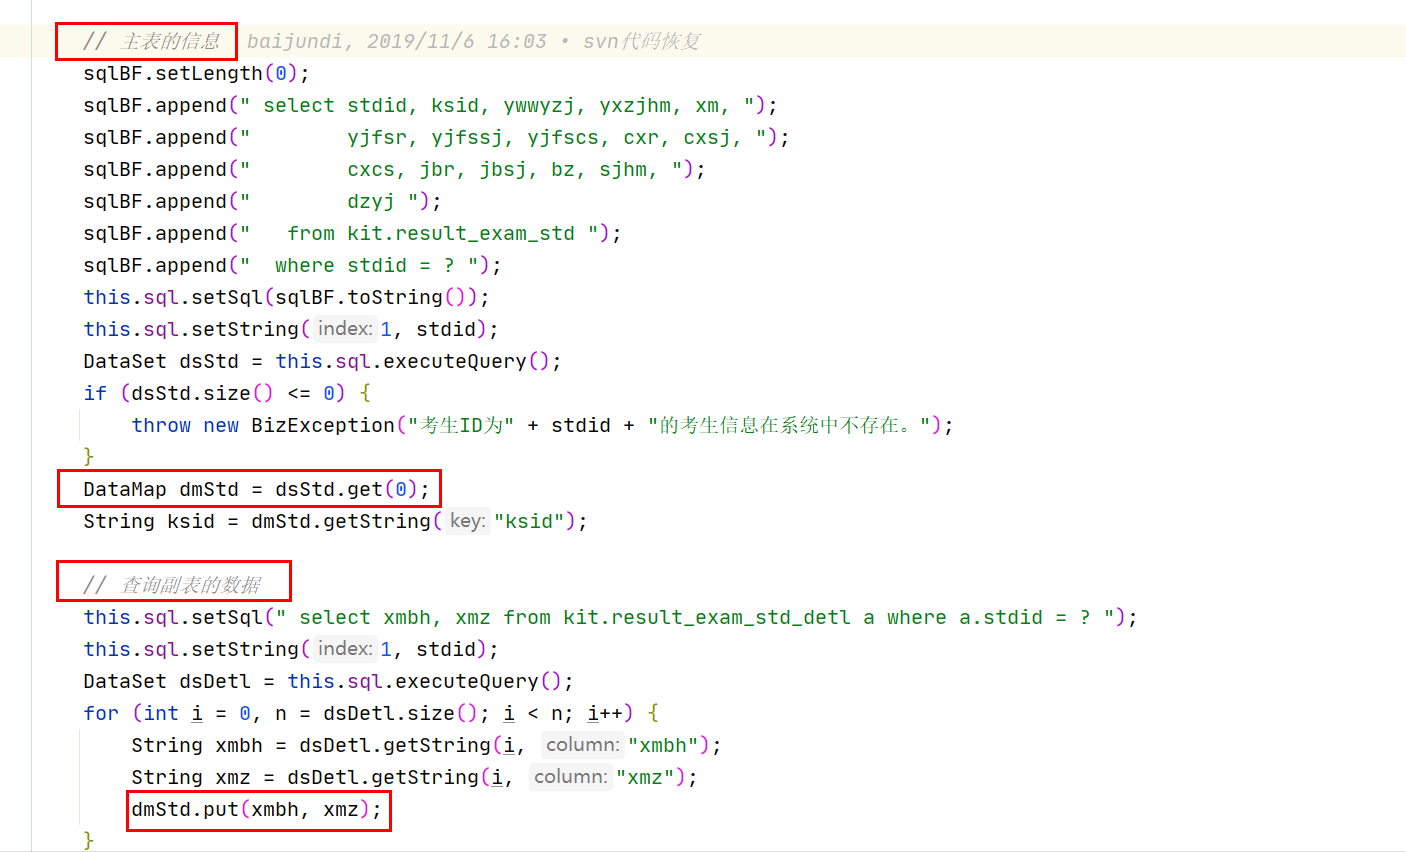 // 主表的信息 baijundi, 2019/11/6 16:03 • svn代码恢复
sqlBF.setLength(0);
sqlBF.append(" select stdid, ksid, ywwyzj, yxzjhm, xm, ");
sqlBF.append("        yjfsr, yjfssj, yjfscs, cxr, cxsj, ");
sqlBF.append("        cxcs, jbr, jbsj, bz, sjhm, ");
sqlBF.append("        dzyj ");
sqlBF.append("   from kit.result_exam_std ");
sqlBF.append("  where stdid = ? ");
this.sql.setSql(sqlBF.toString());
this.sql.setString( index: 1, stdid);
DataSet dsStd = this.sql.executeQuery();
if (dsStd.size() <= 0) {
    throw new BizException("考生ID为" + stdid + "的考生信息在系统中不存在。");
}
DataMap dmStd = dsStd.get(0);
String ksid = dmStd.getString( key: "ksid");
// 查询副表的数据
this.sql.setSql(" select xmbh, xmz from kit.result_exam_std_detl a where a.stdid = ? ");
this.sql.setString( index: 1, stdid);
DataSet dsDetl = this.sql.executeQuery();
for (int i = 0, n = dsDetl.size(); i < n; i++) {
    String xmbh = dsDetl.getString(i, column: "xmbh");
    String xmz = dsDetl.getString(i, column: "xmz");
    dmStd.put(xmbh, xmz);
}